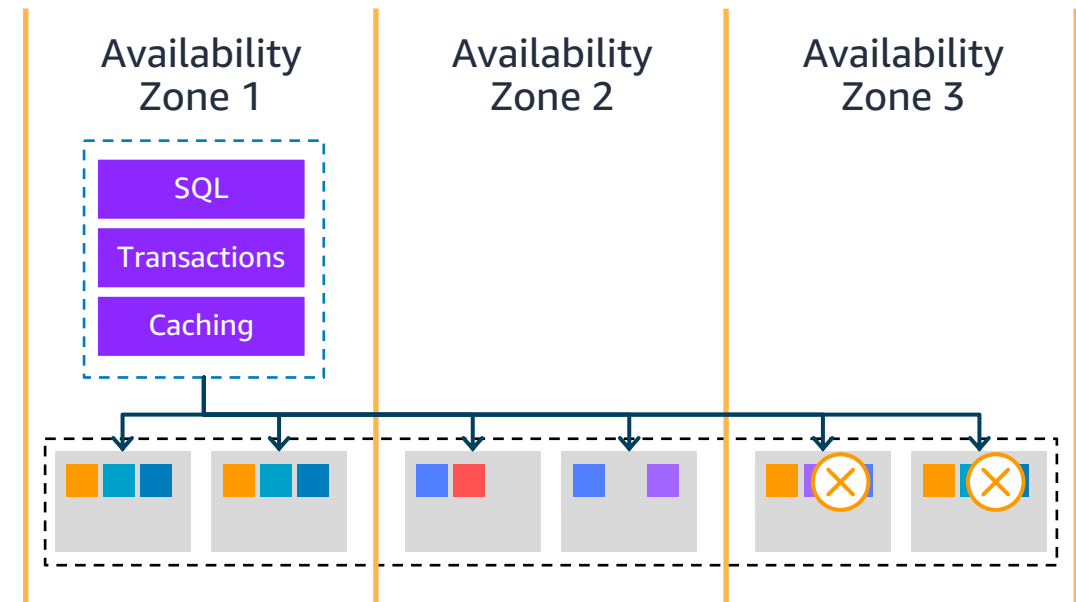 Availability
Zone 1
Availability
Zone 2
Availability
Zone 3
SQL
Transactions
Caching